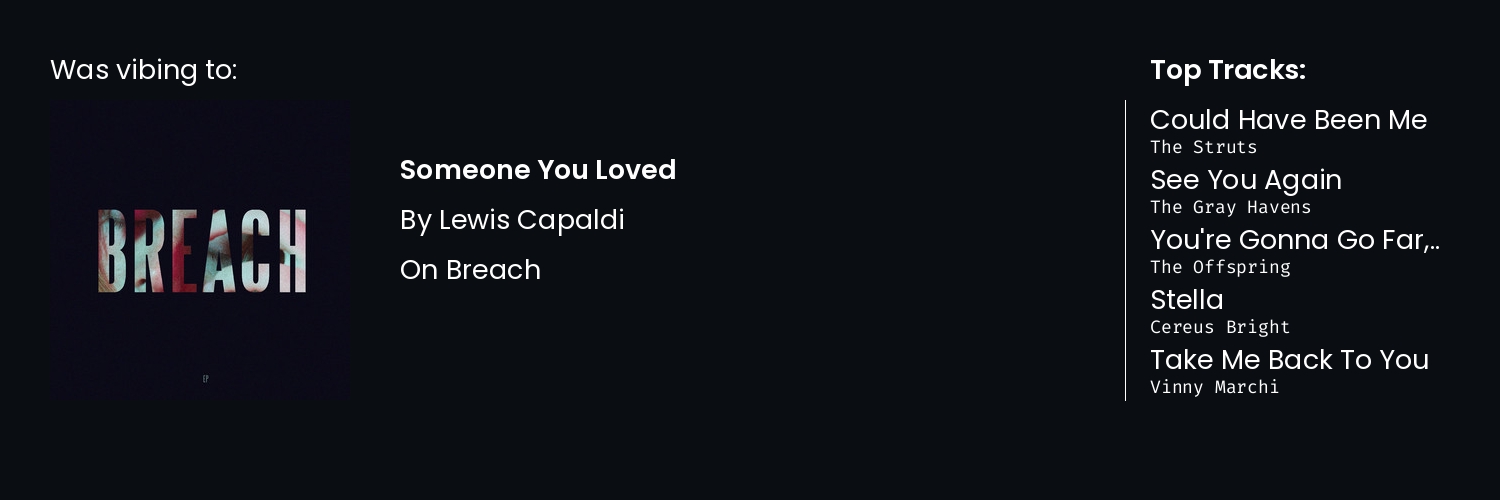 Was vibing to:
BREACH
EP
Someone You Loved
By Lewis Capaldi
On Breach
Top Tracks:
Could Have Been Me
The Struts
See You Again
The Gray Havens
You're Gonna Go Far,..
The Offspring
Stella
Cereus Bright
Take Me Back To You
Vinny Marchi